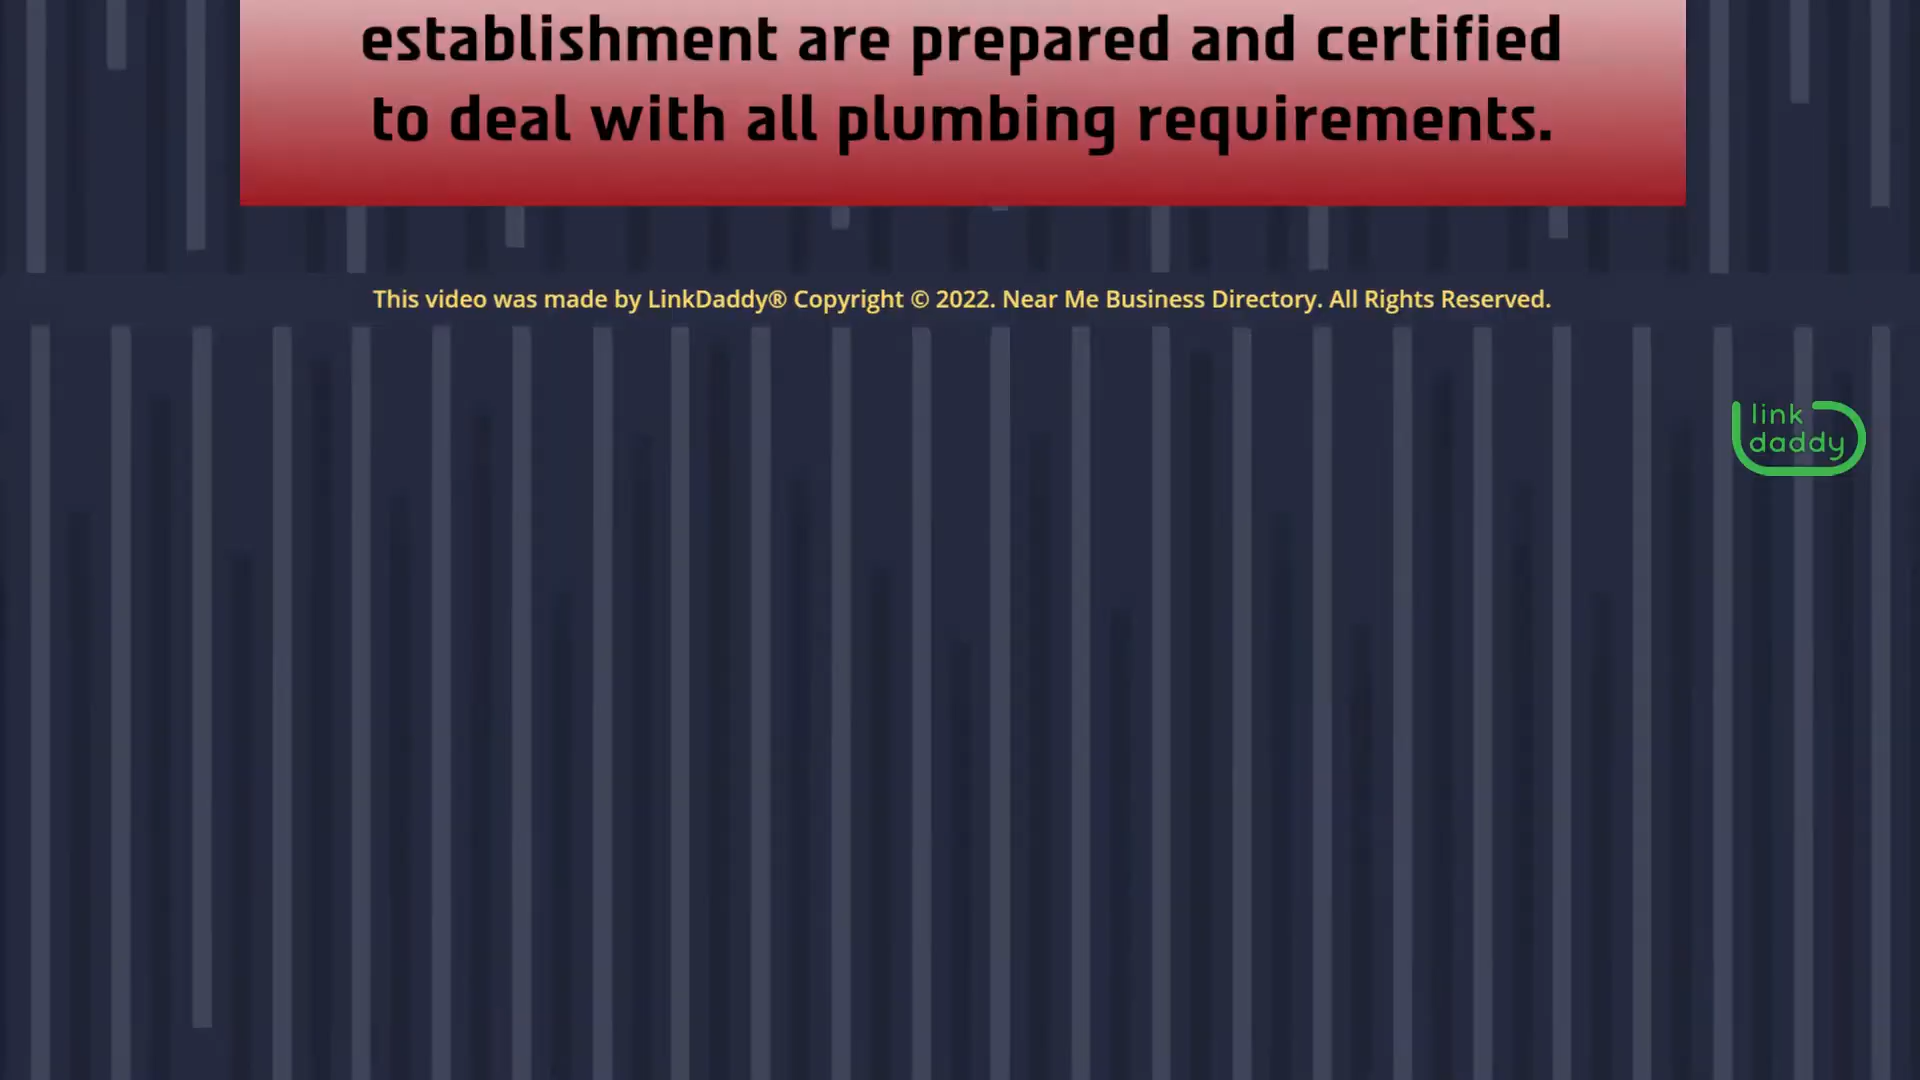 establishment are prepared and certified
to deal with all plumbing requirements.
This video was made by LinkDaddy® Copyright © 2022. Near Me Business Directory. All Rights Reserved.
link
daddy